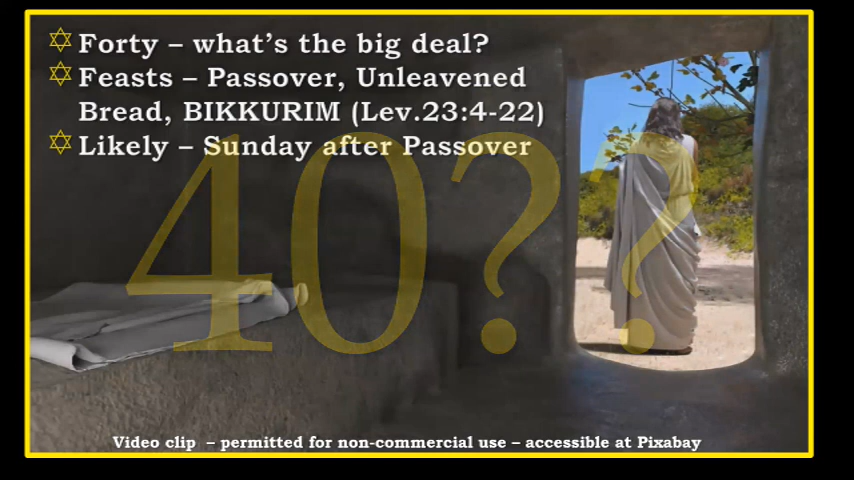 Forty – what's the big deal?
Feasts – Passover, Unleavened
Bread, BIKKURIM (Lev.23:4-22)
Likely – Sunday after Passover
40??
Video clip – permitted for non-commercial use – accessible at Pixabay